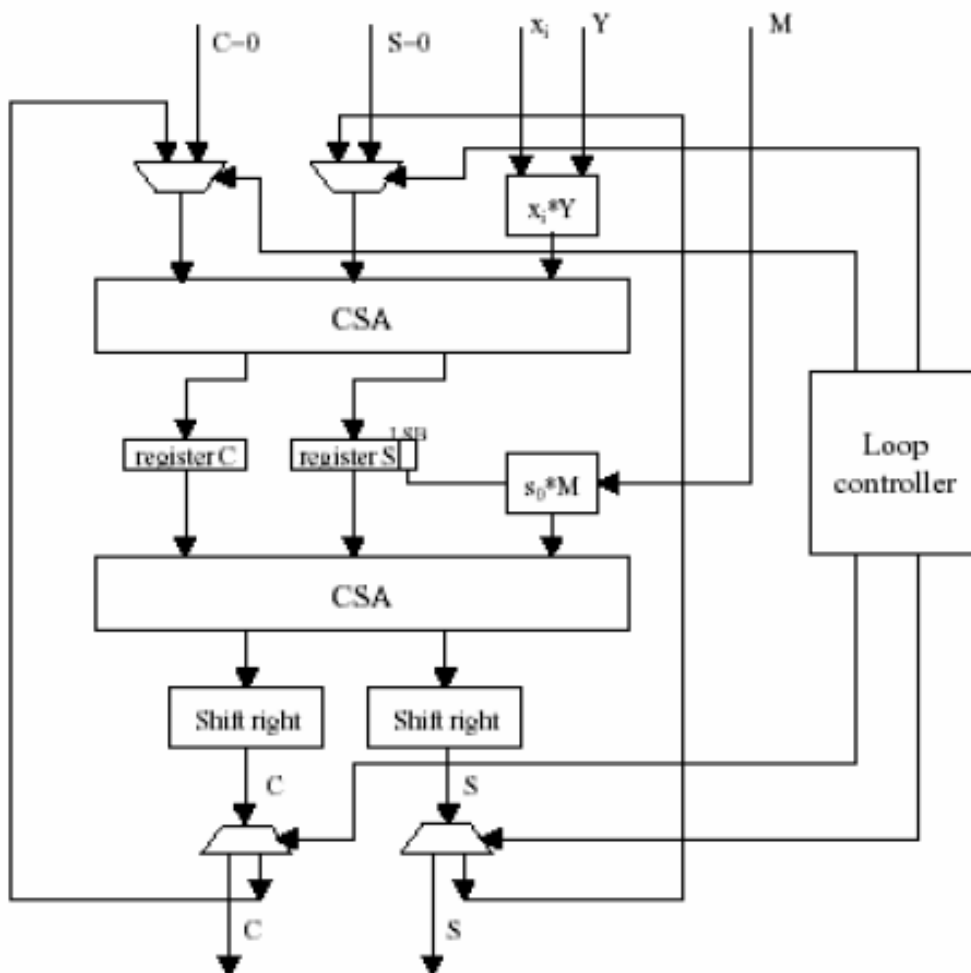 C=0
S=0
xᵢ
Y
M
xᵢ*Y
CSA
register C
register S
LSB
s₀*M
Loop
controller
CSA
Shift right
Shift right
C
S
C
S